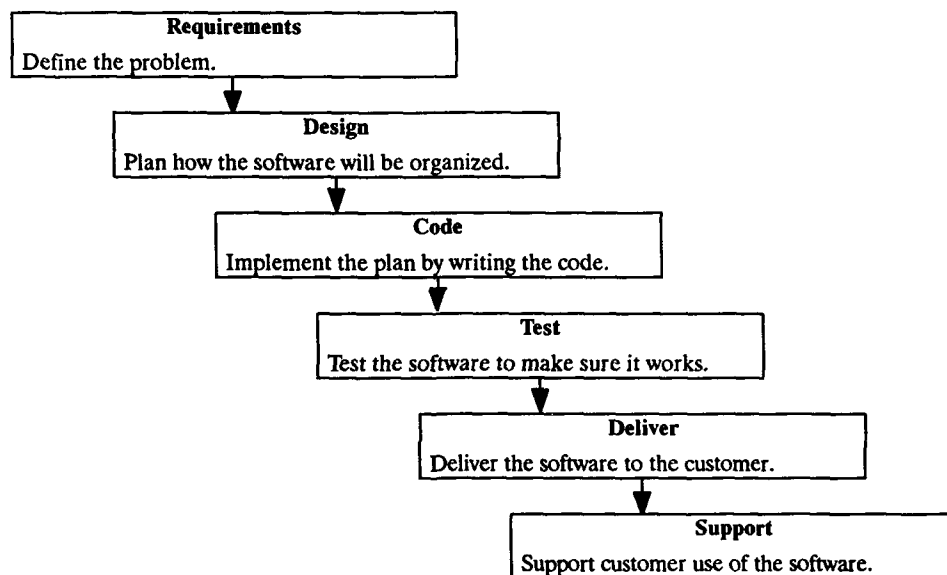 Requirements
Define the problem.
Design
Plan how the software will be organized.
Code
Implement the plan by writing the code.
Test
Test the software to make sure it works.
Deliver
Deliver the software to the customer.
Support
Support customer use of the software.